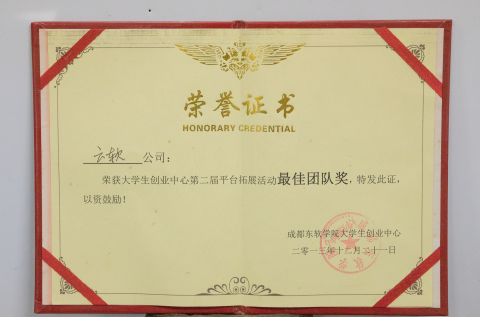 荣誉证书
HONORARY CREDENTIAL
云软 公司：
荣获大学生创业中心第二届平台拓展活动最佳团队奖，特发此证，
以资鼓励！
成都东软学院大学生创业中心
二零一三年十二月二十一日